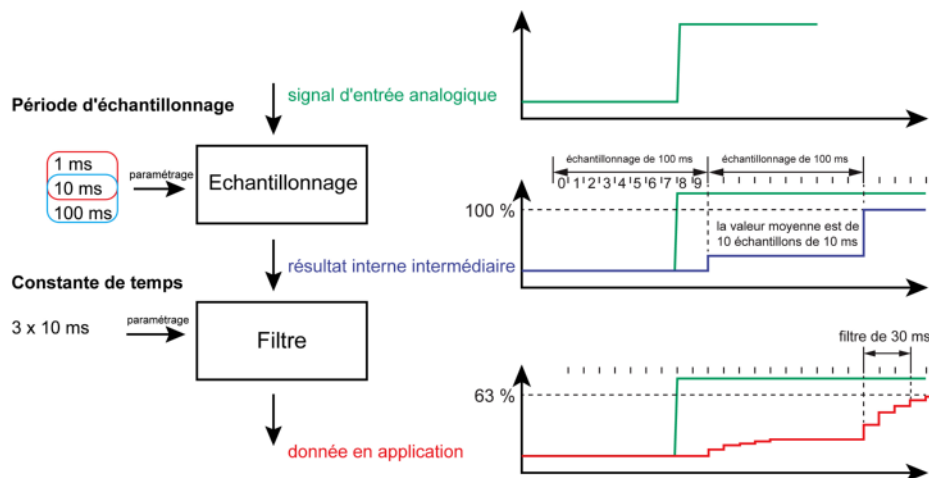 signal d'entrée analogique
Période d'échantillonnage
1 ms
10 ms
100 ms
paramétrage
Echantillonnage
échantillonnage de 100 ms
échantillonnage de 100 ms
0 1 2 3 4 5 6 7 8 9
100 %
la valeur moyenne est de
10 échantillons de 10 ms
résultat interne intermédiaire
Constante de temps
3 x 10 ms
paramétrage
Filtre
filtre de 30 ms
63 %
donnée en application